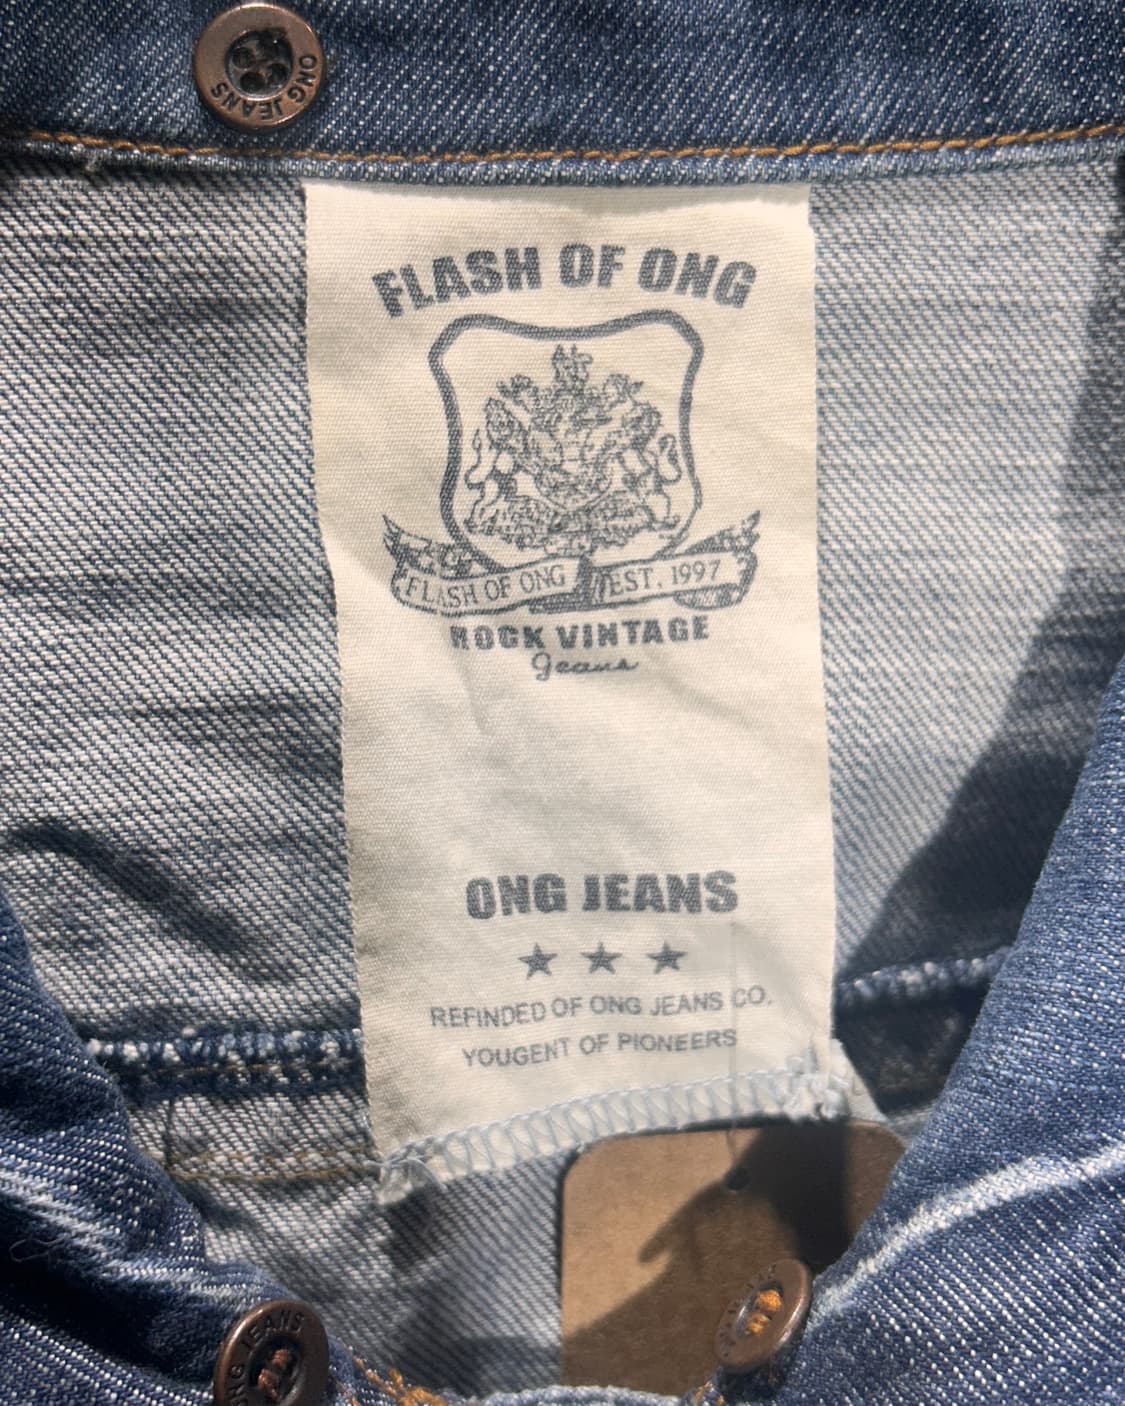 ONG JEANS
FLASH OF ONG
FLASH OF ONG EST. 1997
ROCK VINTAGE
Jeans
ONG JEANS
REFINDED OF ONG JEANS CO.
YOUGENT OF PIONEERS
ONG JEANS